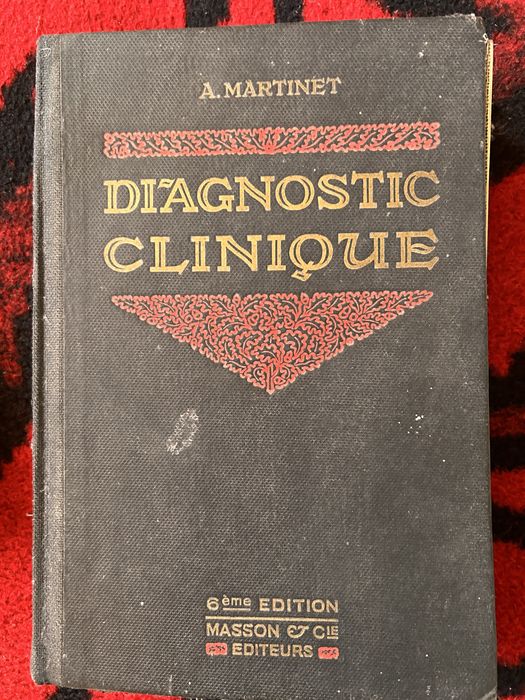 A. MARTINET
DIAGNOSTIC
CLINIQUE
6ème EDITION
MASSON & CIE
EDITEURS